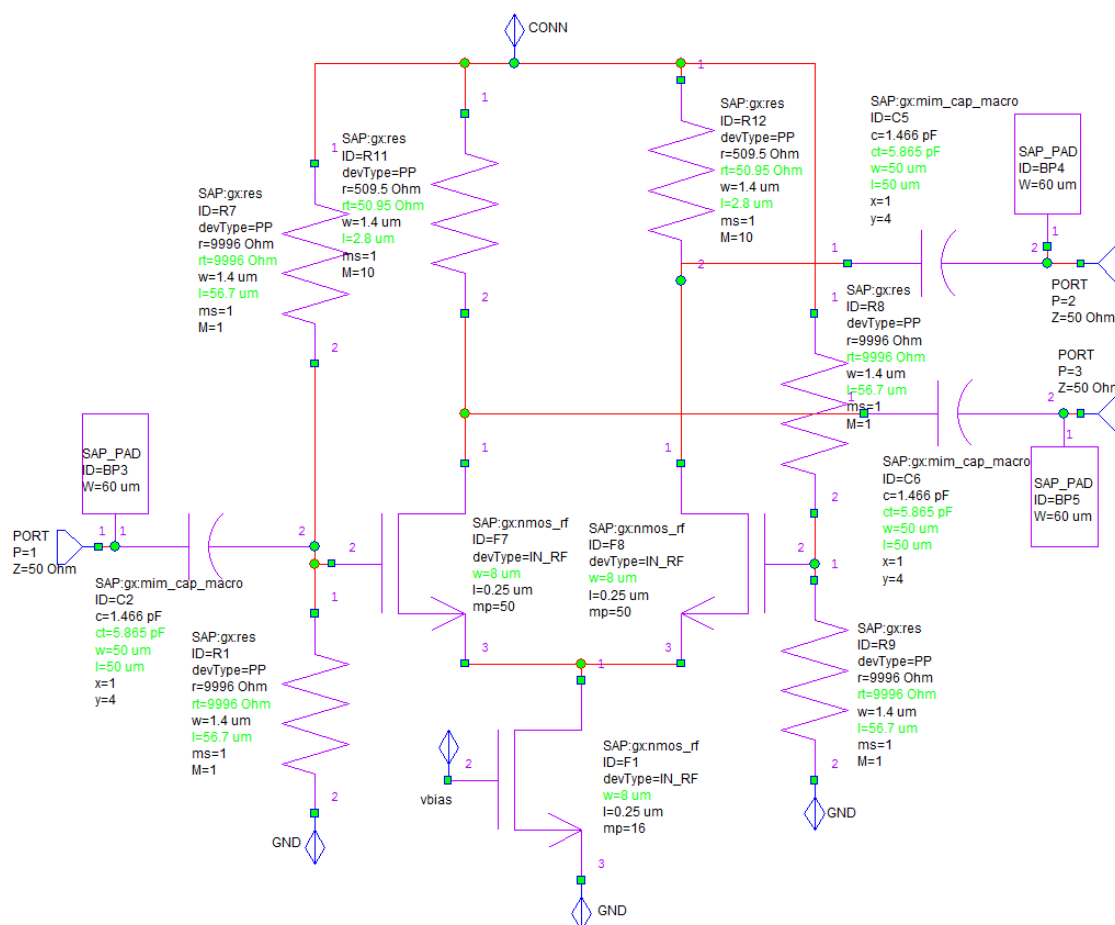 CONN
SAP:gx:res
ID=R7
devType=PP
r=9996 Ohm
rt=9996 Ohm
w=1.4 um
l=56.7 um
ms=1
M=1
1
2
SAP:gx:res
ID=R11
devType=PP
r=509.5 Ohm
rt=50.95 Ohm
w=1.4 um
l=2.8 um
ms=1
M=10
1
2
SAP:gx:res
ID=R12
devType=PP
r=509.5 Ohm
rt=50.95 Ohm
w=1.4 um
l=2.8 um
ms=1
M=10
1
2
SAP:gx:mim_cap_macro
ID=C5
c=1.466 pF
ct=5.865 pF
w=50 um
l=50 um
x=1
y=4
1
2
SAP_PAD
ID=BP4
W=60 um
1
PORT
P=2
Z=50 Ohm
SAP:gx:res
ID=R8
devType=PP
r=9996 Ohm
rt=9996 Ohm
w=1.4 um
l=56.7 um
ms=1
M=1
1
2
PORT
P=3
Z=50 Ohm
1
2
SAP:gx:mim_cap_macro
ID=C6
c=1.466 pF
ct=5.865 pF
w=50 um
l=50 um
x=1
y=4
1
SAP_PAD
ID=BP5
W=60 um
SAP_PAD
ID=BP3
W=60 um
1
PORT
P=1
Z=50 Ohm
1
2
SAP:gx:mim_cap_macro
ID=C2
c=1.466 pF
ct=5.865 pF
w=50 um
l=50 um
x=1
y=4
SAP:gx:nmos_rf
ID=F7
devType=IN_RF
w=8 um
l=0.25 um
mp=50
1
2
3
SAP:gx:nmos_rf
ID=F8
devType=IN_RF
w=8 um
l=0.25 um
mp=50
1
2
3
SAP:gx:res
ID=R1
devType=PP
r=9996 Ohm
rt=9996 Ohm
w=1.4 um
l=56.7 um
ms=1
M=1
1
2
GND
SAP:gx:res
ID=R9
devType=PP
r=9996 Ohm
rt=9996 Ohm
w=1.4 um
l=56.7 um
ms=1
M=1
1
2
GND
SAP:gx:nmos_rf
ID=F1
devType=IN_RF
w=8 um
l=0.25 um
mp=16
1
2
3
vbias
GND